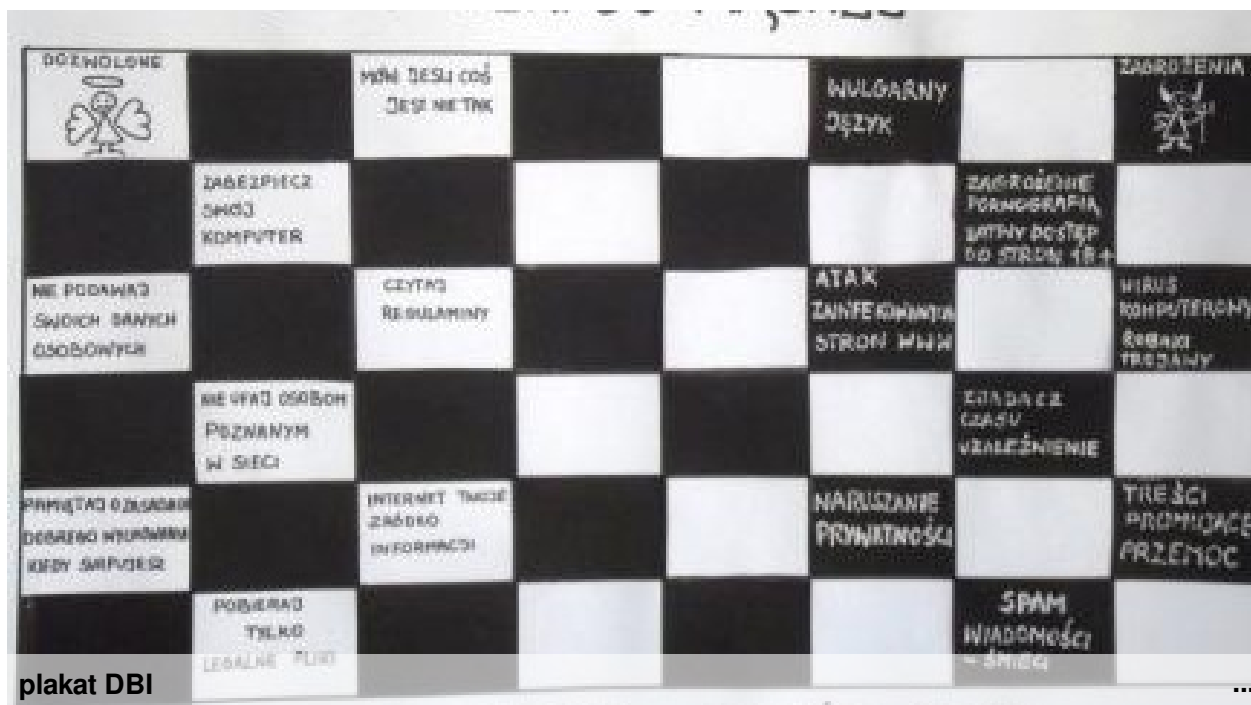 DOZWOLONE
MÓW JEŚLI COŚ
JEST NIE TAK
WULGARNY
JĘZYK
ZAGROŻENIA
ZABEZPIECZ
SWÓJ
KOMPUTER
ZAGROŻENIE
PORNOGRAFIĄ
ŁATWY DOSTĘP
DO STRON 18+
NIE PODAWAJ
SWOICH DANYCH
OSOBOWYCH
CZYTAJ
REGULAMINY
ATAK
ZAINFEKOWANYCH
STRON WWW
WIRUS
KOMPUTEROWY
ROBAKI
TROJANY
NIE UFAJ OSOBOM
POZNANYM
W SIECI
ZJADACZ
CZASU
UZALEŻNIENIE
PAMIĘTAJ O ZASADACH
DOBREGO WYCHOWANIA
KIEDY SURFUJESZ
INTERNET TWOJE
ŹRÓDŁO
INFORMACJI
NARUSZANIE
PRYWATNOŚCI
TREŚCI
PROMUJĄCE
PRZEMOC
POBIERAJ
TYLKO
LEGALNE PLIKI
SPAM
WIADOMOŚCI
- ŚMIECI
plakat DBI
...